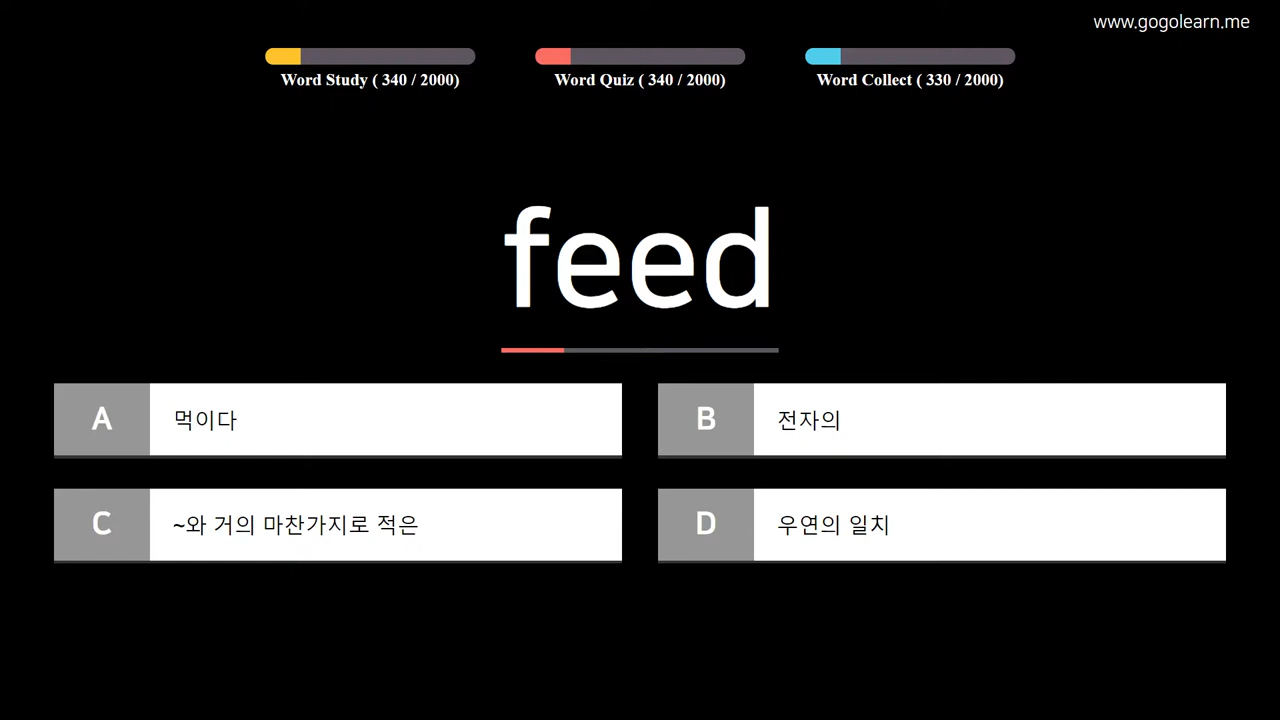 www.gogolearn.me
Word Study ( 340 / 2000)
Word Quiz ( 340 / 2000)
Word Collect ( 330 / 2000)
feed
A 먹이다
B 전자의
C ~와 거의 마찬가지로 적은
D 우연의 일치